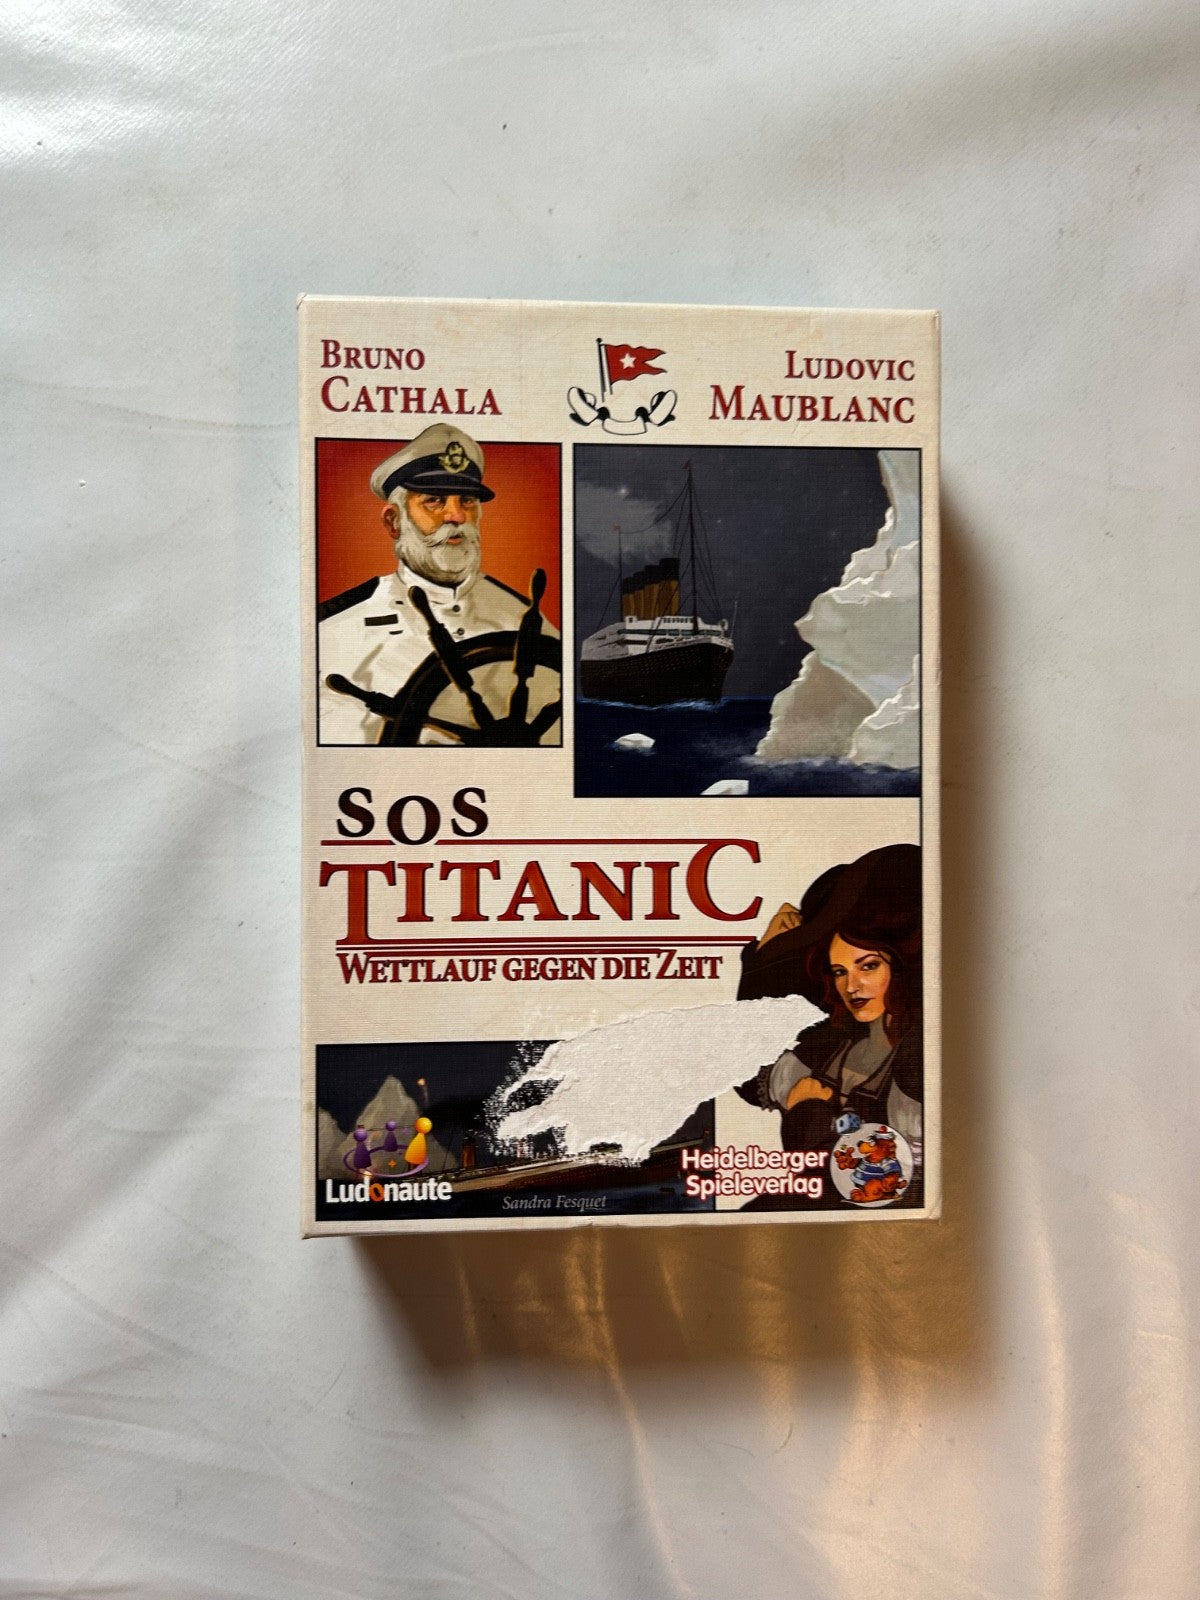 BRUNO
CATHALA
LUDOVIC
MAUBLANC
SOS
TITANIC
WETTLAUF GEGEN DIE ZEIT
Ludonaute
Sandra Fesquet
Heidelberger
Spieleverlag